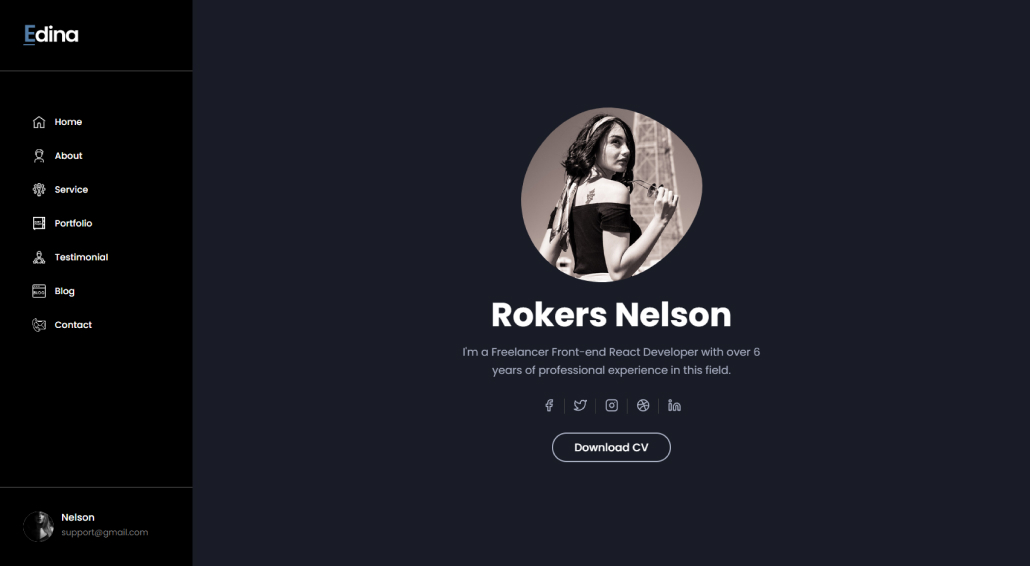 Edina
Home
About
Service
Portfolio
Testimonial
Blog
Contact
Nelson
support@gmail.com
Rokers Nelson
I'm a Freelancer Front-end React Developer with over 6
years of professional experience in this field.
Download CV